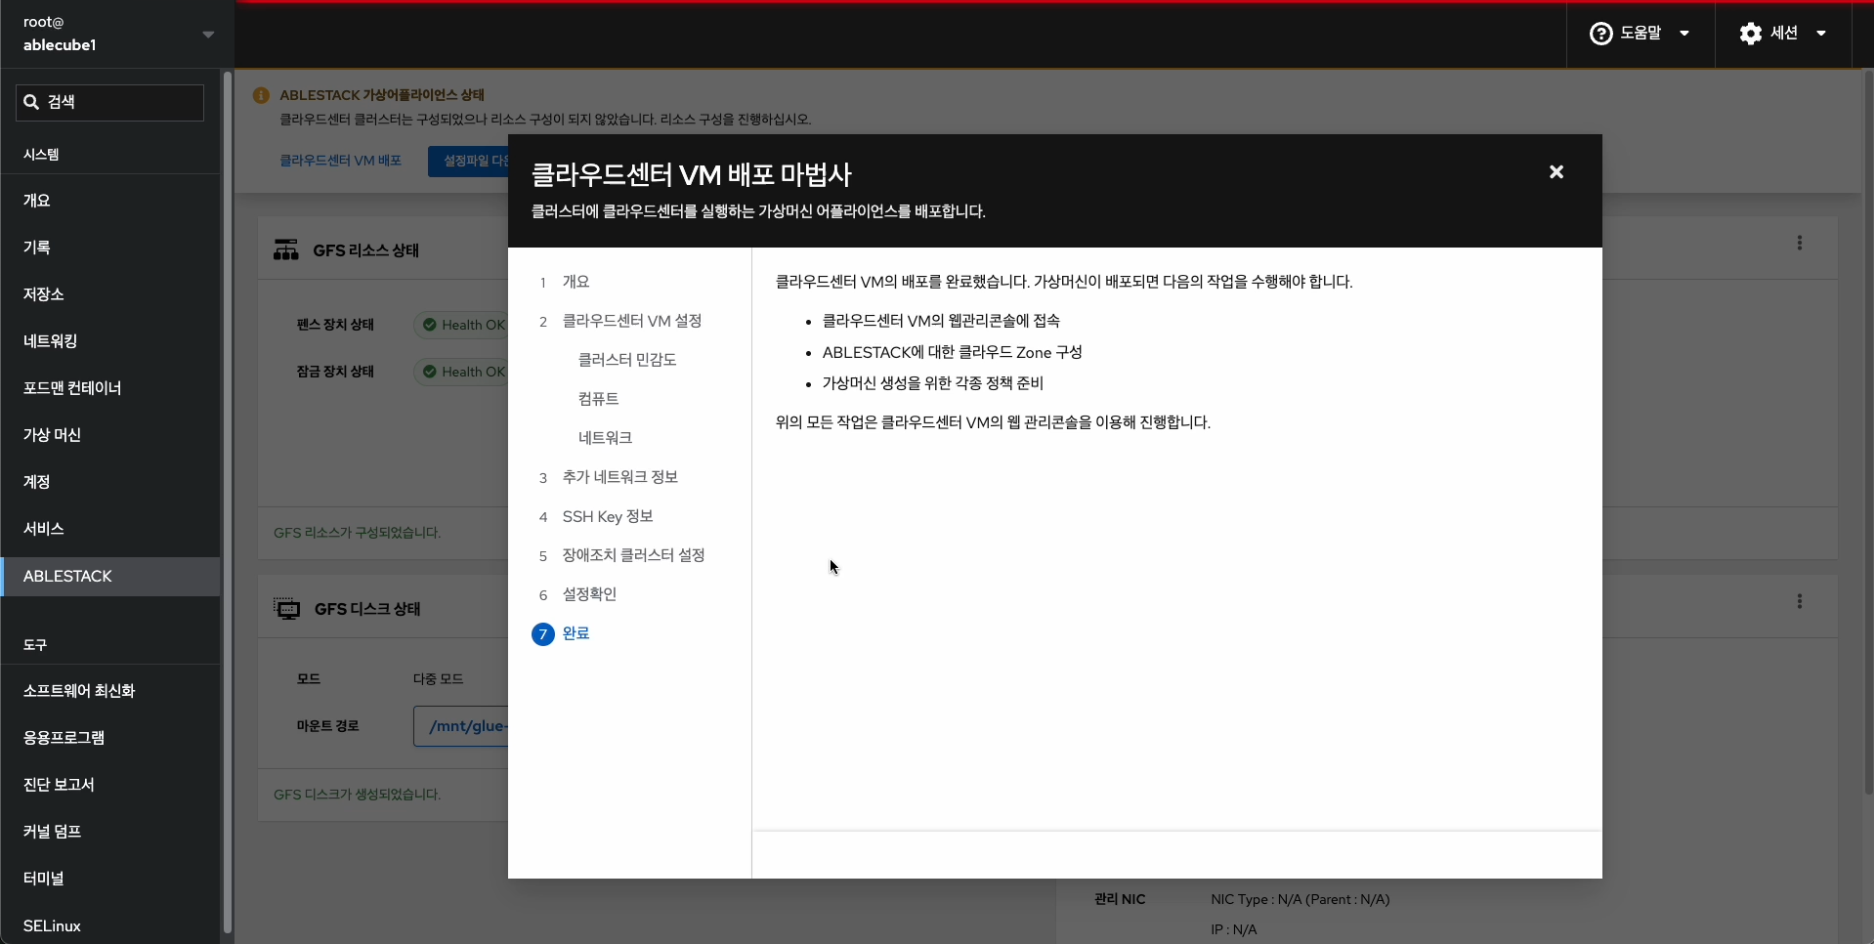 root@
ablecube1
도움말
세션
검색
시스템
개요
기록
저장소
네트워킹
포드맨 컨테이너
가상 머신
계정
서비스
ABLESTACK
도구
소프트웨어 최신화
응용프로그램
진단 보고서
커널 덤프
터미널
SELinux
ABLESTACK 가상어플라이언스 상태
클라우드센터 클러스터는 구성되었으나 리소스 구성이 되지 않았습니다. 리소스 구성을 진행하십시오.
클라우드센터 VM 배포
설정파일 다운
GFS 리소스 상태
펜스 장치 상태
Health OK
잠금 장치 상태
Health OK
GFS 리소스가 구성되었습니다.
GFS 디스크 상태
모드
다중 모드
마운트 경로
/mnt/glue-
GFS 디스크가 생성되었습니다.
클라우드센터 VM 배포 마법사
클러스터에 클라우드센터를 실행하는 가상머신 어플라이언스를 배포합니다.
1 개요
2 클라우드센터 VM 설정
클러스터 민감도
컴퓨트
네트워크
3 추가 네트워크 정보
4 SSH Key 정보
5 장애조치 클러스터 설정
6 설정확인
7 완료
클라우드센터 VM의 배포를 완료했습니다. 가상머신이 배포되면 다음의 작업을 수행해야 합니다.
• 클라우드센터 VM의 웹관리콘솔에 접속
• ABLESTACK에 대한 클라우드 Zone 구성
• 가상머신 생성을 위한 각종 정책 준비
위의 모든 작업은 클라우드센터 VM의 웹 관리콘솔을 이용해 진행합니다.
관리 NIC
NIC Type : N/A (Parent : N/A)
IP : N/A